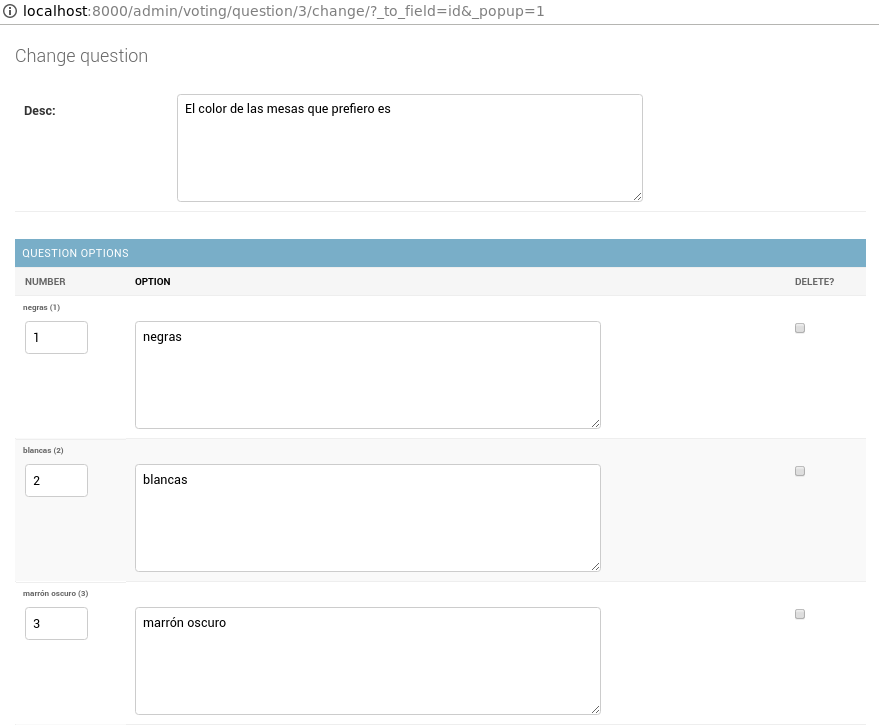 localhost:8000/admin/voting/question/3/change/?_to_field=id&_popup=1
Change question
Desc:
El color de las mesas que prefiero es
QUESTION OPTIONS
NUMBER OPTION DELETE?
negras (1)
1 negras
blancas (2)
2 blancas
marrón oscuro (3)
3 marrón oscuro